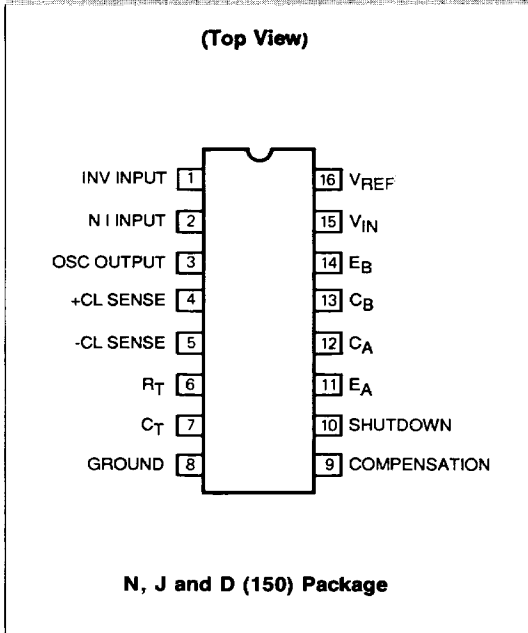 (Top View)
INV INPUT 1 16 VREF
N I INPUT 2 15 VIN
OSC OUTPUT 3 14 EB
+CL SENSE 4 13 CB
-CL SENSE 5 12 CA
RT 6 11 EA
CT 7 10 SHUTDOWN
GROUND 8 9 COMPENSATION
N, J and D (150) Package